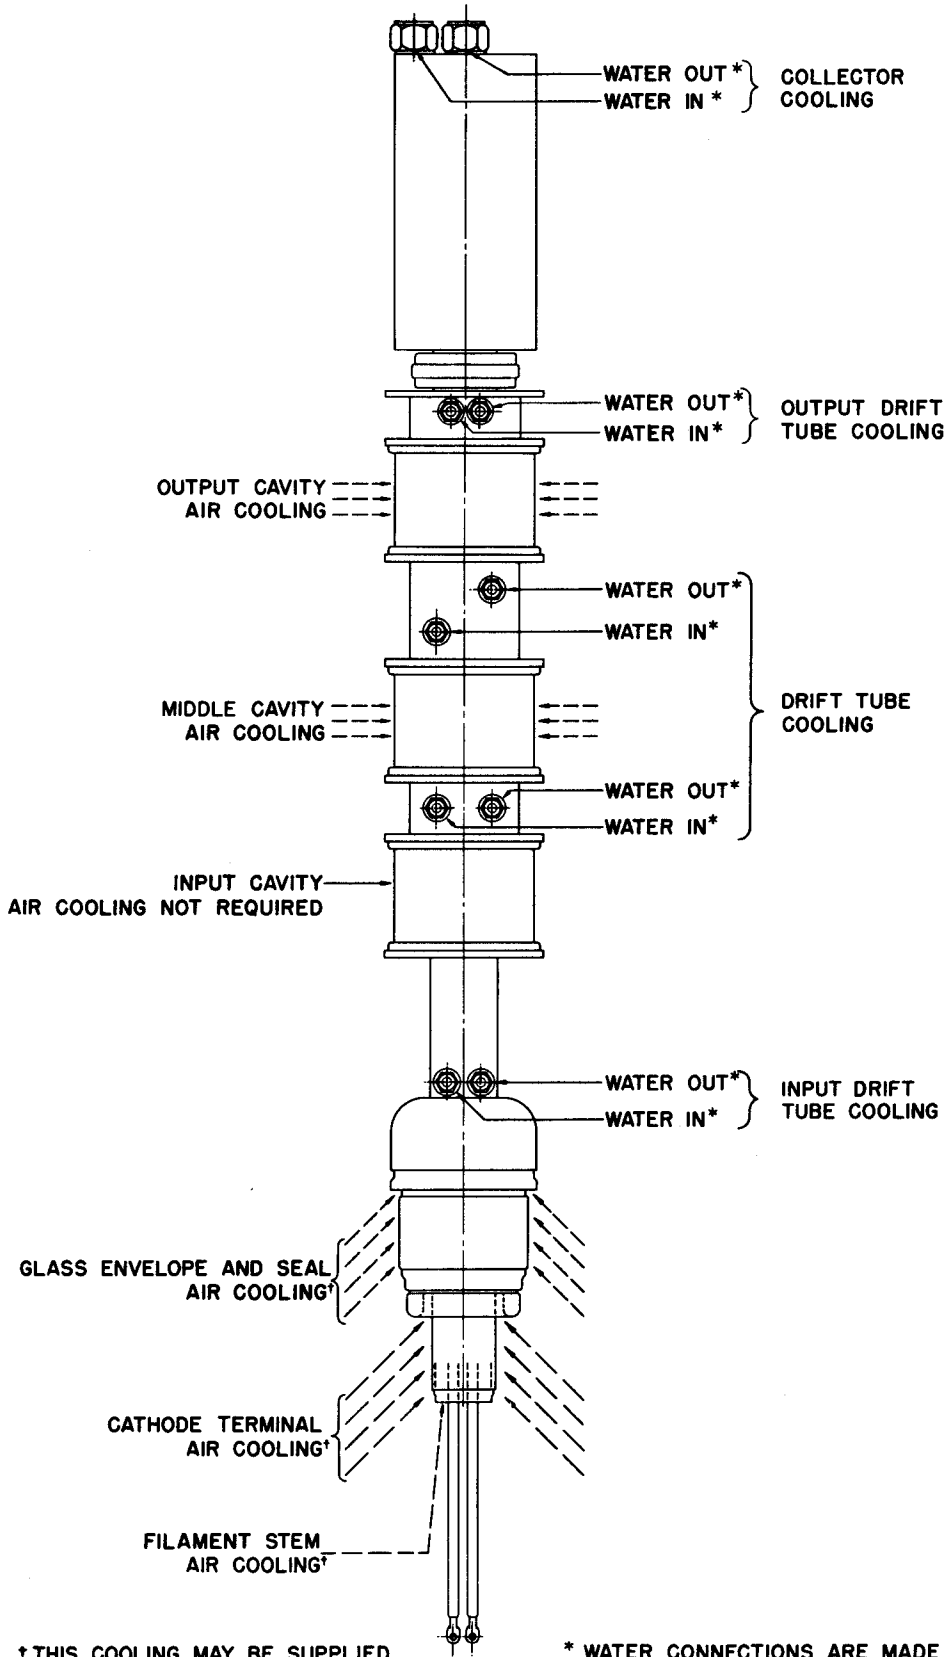 WATER OUT*
WATER IN*
COLLECTOR
COOLING
WATER OUT*
WATER IN*
OUTPUT DRIFT
TUBE COOLING
OUTPUT CAVITY
AIR COOLING
WATER OUT*
WATER IN*
MIDDLE CAVITY
AIR COOLING
DRIFT TUBE
COOLING
WATER OUT*
WATER IN*
INPUT CAVITY
AIR COOLING NOT REQUIRED
WATER OUT*
WATER IN*
INPUT DRIFT
TUBE COOLING
GLASS ENVELOPE AND SEAL
AIR COOLING†
CATHODE TERMINAL
AIR COOLING†
FILAMENT STEM
AIR COOLING†
† THIS COOLING MAY BE SUPPLIED
* WATER CONNECTIONS ARE MADE